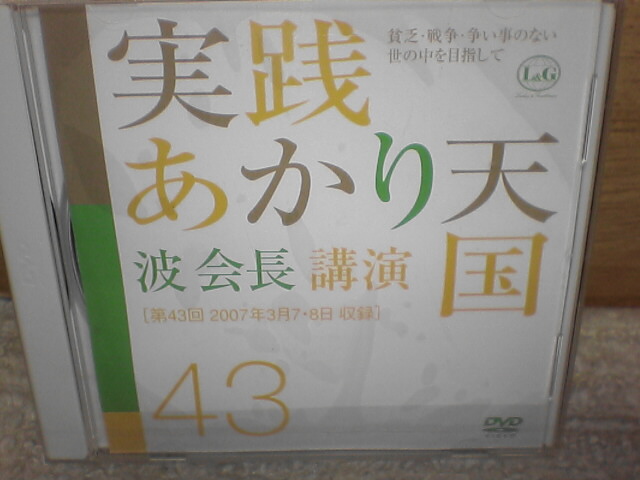 貧乏・戦争・争い事のない
世の中を目指して
L&G
実践
あかり天国
波会長 講演
[第43回 2007年3月7・8日 収録]
43
DVD